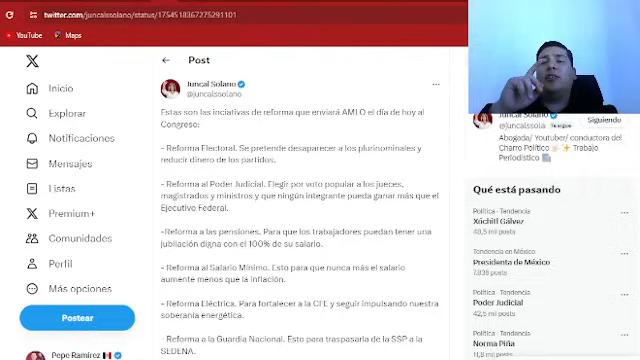 twitter.com/juncalssolano/status/1754518367275291101
YouTube
Maps
Inicio
Explorar
Notificaciones
Mensajes
Listas
Premium+
Comunidades
Perfil
Más opciones
Postear
Pepe Ramírez
Post
Juncal Solano
@juncalssolano
Estas son las inciativas de reforma que enviará AMLO el día de hoy al
Congreso:
- Reforma Electoral. Se pretende desaparecer a los plurinominales y
reducir dinero de los partidos.
- Reforma al Poder Judicial. Elegir por voto popular a los jueces,
magistrados y ministros y que ningún integrante pueda ganar más que el
Ejecutivo Federal.
-Reforma a las pensiones. Para que los trabajadores puedan tener una
jubilación digna con el 100% de su salario.
- Reforma al Salario Mínimo. Esto para que nunca más el salario
aumente menos que la inflación.
- Reforma Eléctrica. Para fortalecer a la CFE y seguir impulsando nuestra
soberanía energética.
- Reforma a la Guardia Nacional. Esto para traspasarla de la SSP a la
SEDENA.
Juncal Solano
@juncalssola
Te sigue
Siguiendo
Abogada/ Youtuber/ conductora del
Charro Político Trabajo
Periodístico
Qué está pasando
Política · Tendencia
Xóchitl Gálvez
48,5 mil posts
Tendencia en México
Presidenta de México
7.838 posts
Política · Tendencia
Poder Judicial
42,5 mil posts
Política · Tendencia
Norma Piña
11,8 mil posts